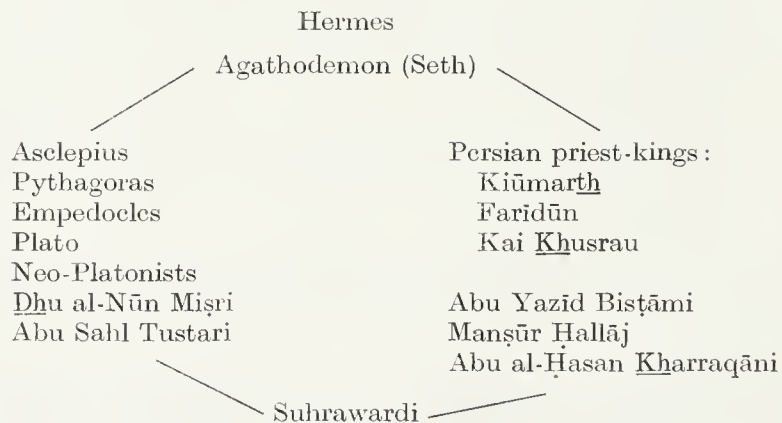 Hermes
Agathodemon (Seth)
Asclepius
Pythagoras
Empedocles
Plato
Neo-Platonists
Dhu al-Nūn Miṣri
Abu Sahl Tustari
Persian priest-kings:
Kiūmarth
Farīdūn
Kai Khusrau
Abu Yazīd Bisṭāmi
Manṣūr Ḥallāj
Abu al-Ḥasan Kharraqāni
Suhrawardi